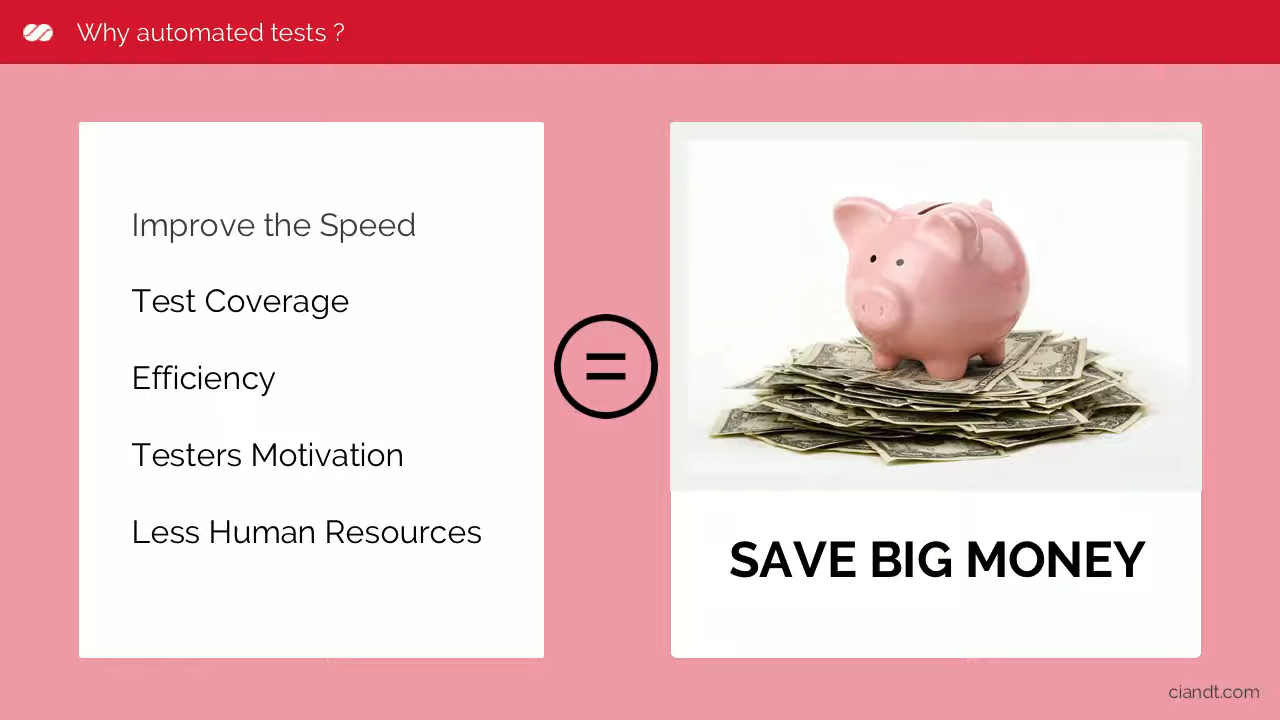 Why automated tests ?
Improve the Speed
Test Coverage
Efficiency
Testers Motivation
Less Human Resources
=
SAVE BIG MONEY
ciandt.com